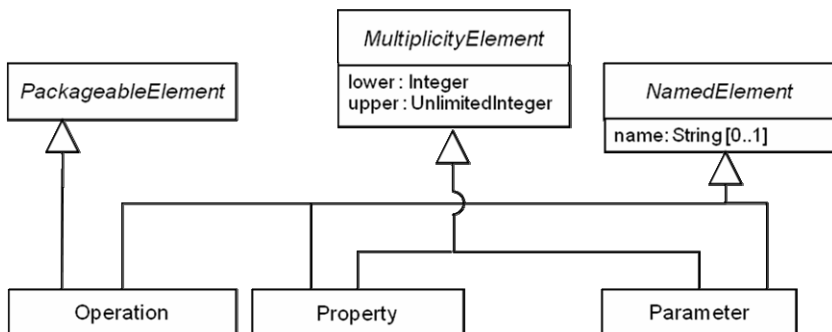 MultiplicityElement
lower : Integer
upper : UnlimitedInteger
PackageableElement
NamedElement
name: String [0..1]
Operation
Property
Parameter